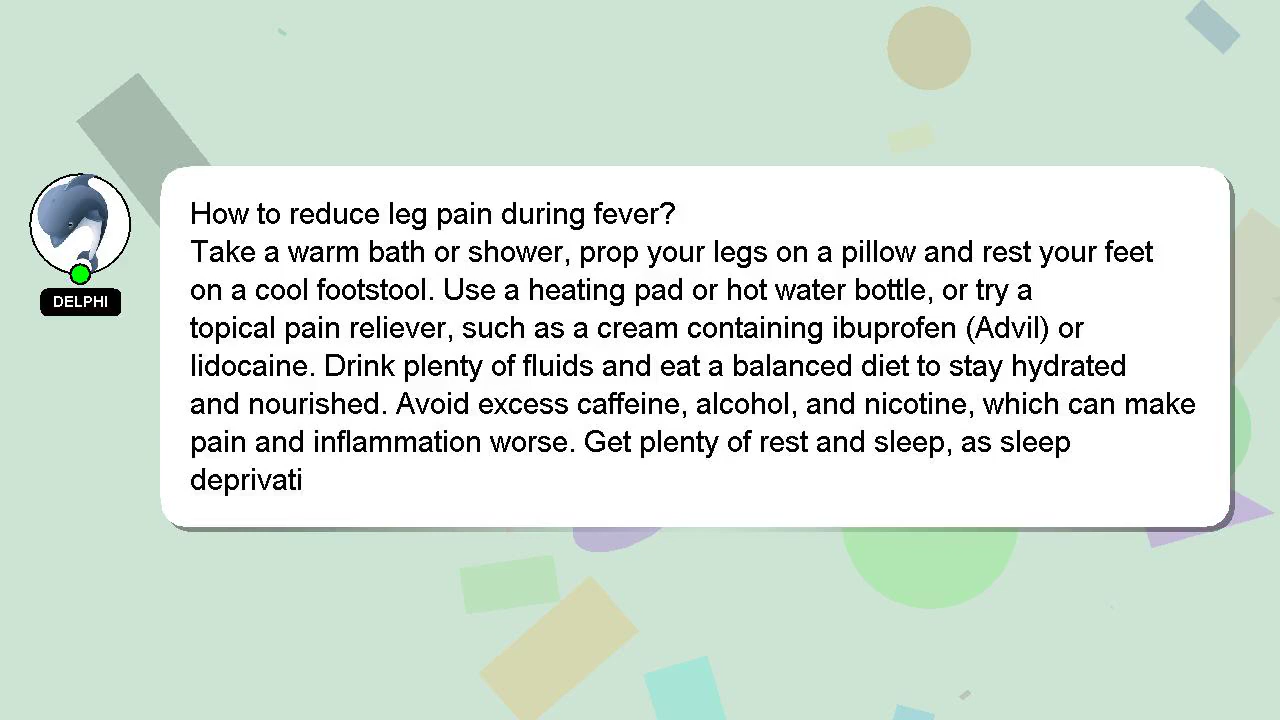 How to reduce leg pain during fever?
Take a warm bath or shower, prop your legs on a pillow and rest your feet
on a cool footstool. Use a heating pad or hot water bottle, or try a
topical pain reliever, such as a cream containing ibuprofen (Advil) or
lidocaine. Drink plenty of fluids and eat a balanced diet to stay hydrated
and nourished. Avoid excess caffeine, alcohol, and nicotine, which can make
pain and inflammation worse. Get plenty of rest and sleep, as sleep
deprivati
DELPHI